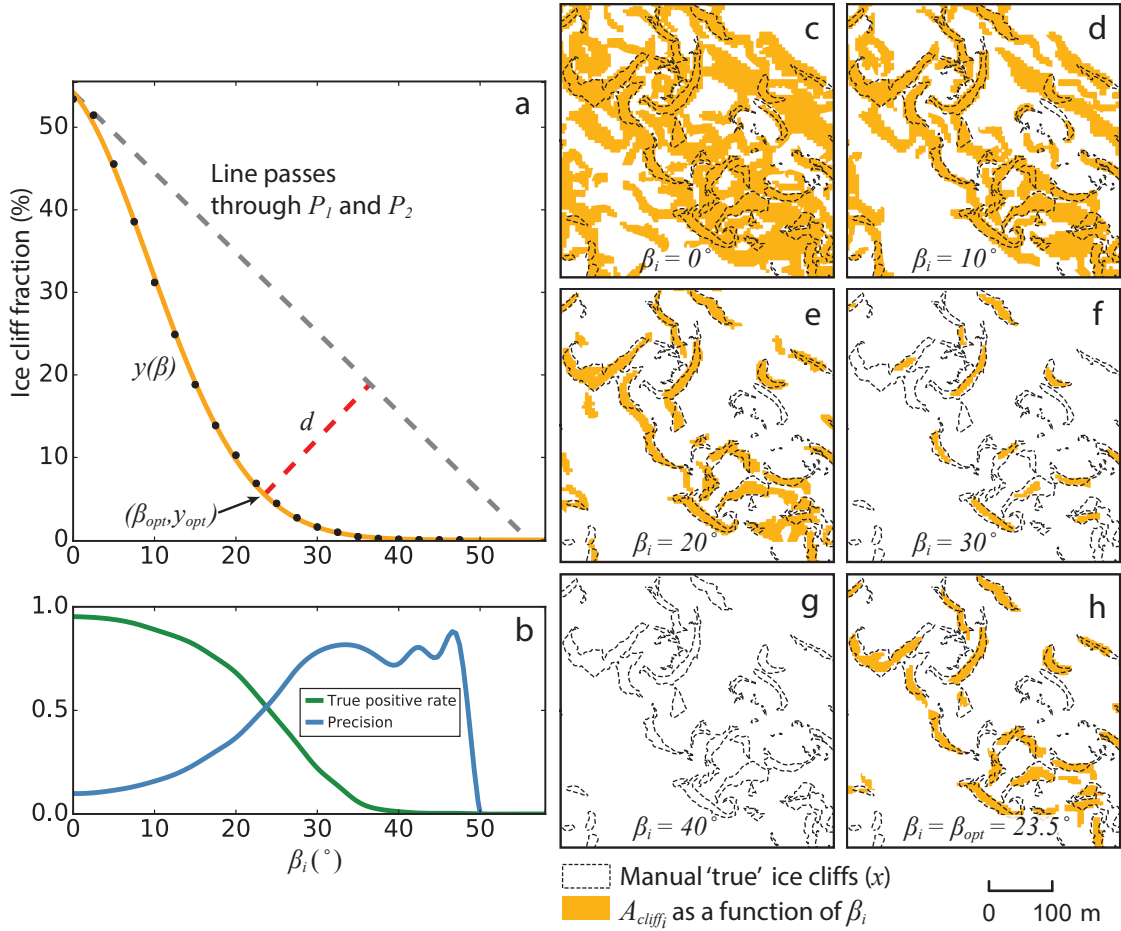 a
50
40
30
20
10
0
Ice cliff fraction (%)
Line passes
through P1 and P2
y(β)
d
(βopt,yopt)
0 10 20 30 40 50
b
1.0
0.5
0.0
True positive rate
Precision
0 10 20 30 40 50
βi (°)
c
βi = 0°
d
βi = 10°
e
βi = 20°
f
βi = 30°
g
βi = 40°
h
βi = βopt = 23.5°
Manual 'true' ice cliffs (x)
Acliffi as a function of βi
0 100 m